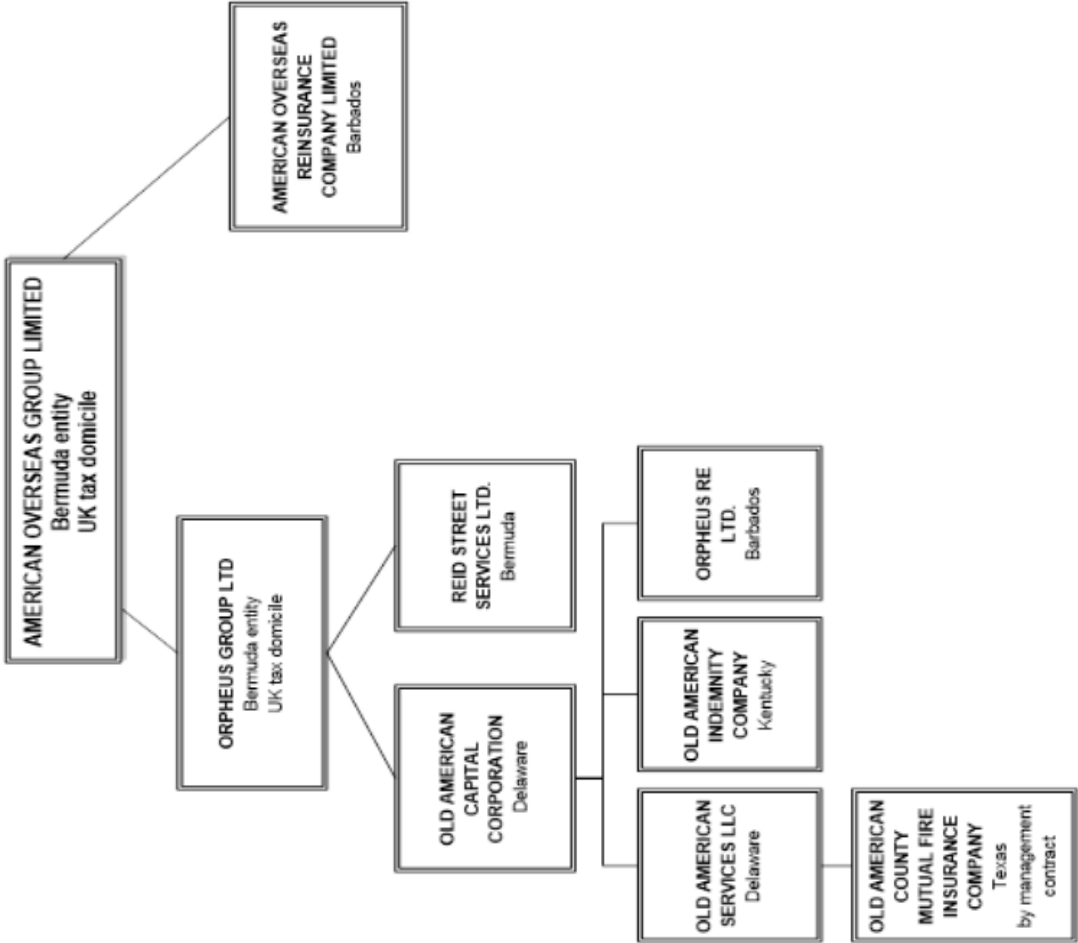 AMERICAN OVERSEAS GROUP LIMITED
Bermuda entity
UK tax domicile
AMERICAN OVERSEAS
REINSURANCE
COMPANY LIMITED
Barbados
ORPHEUS GROUP LTD
Bermuda entity
UK tax domicile
OLD AMERICAN
CAPITAL
CORPORATION
Delaware
REID STREET
SERVICES LTD.
Bermuda
OLD AMERICAN
SERVICES LLC
Delaware
OLD AMERICAN
INDEMNITY
COMPANY
Kentucky
ORPHEUS RE
LTD.
Barbados
OLD AMERICAN
COUNTY
MUTUAL FIRE
INSURANCE
COMPANY
Texas
by management
contract